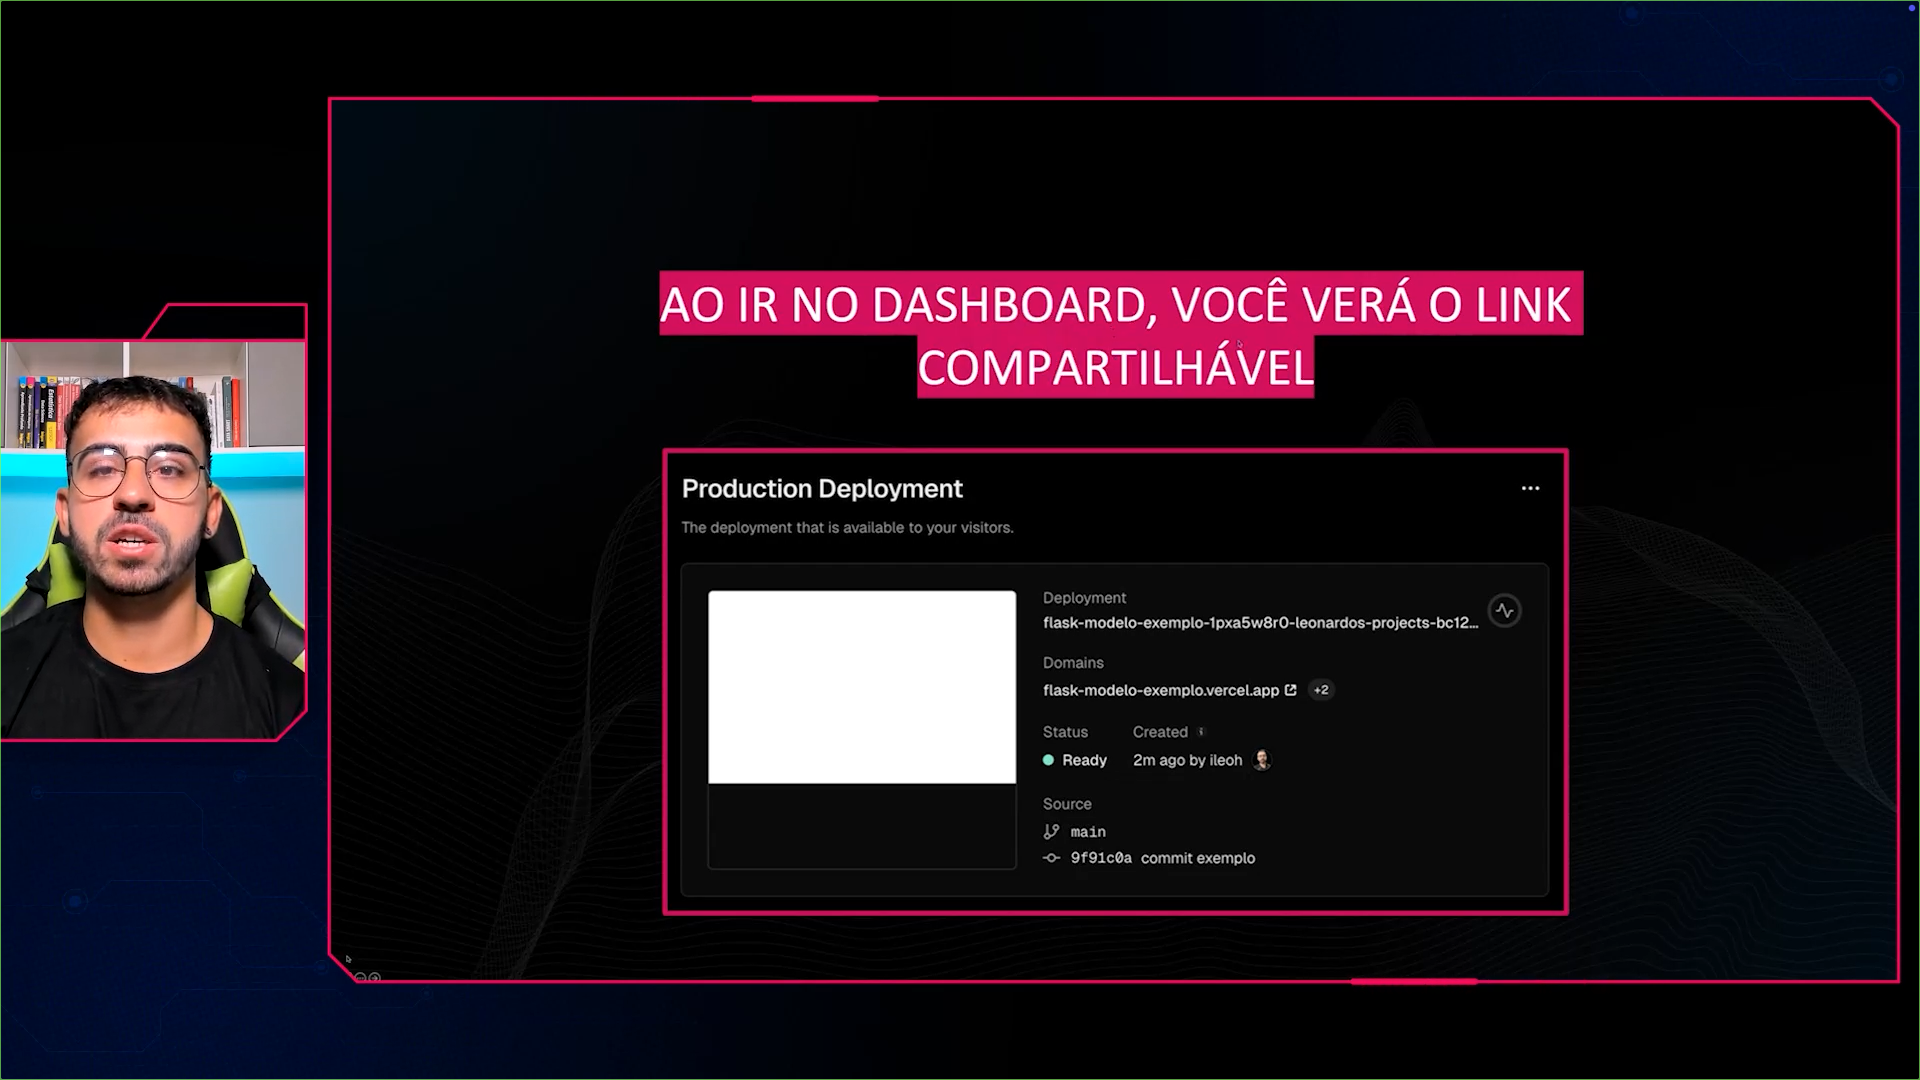 AO IR NO DASHBOARD, VOCÊ VERÁ O LINK
COMPARTILHÁVEL
Production Deployment
The deployment that is available to your visitors.
Deployment
flask-modelo-exemplo-1pxa5w8r0-leonardos-projects-bc12...
Domains
flask-modelo-exemplo.vercel.app +2
Status Created
Ready 2m ago by ileoh
Source
main
9f91c0a commit exemplo